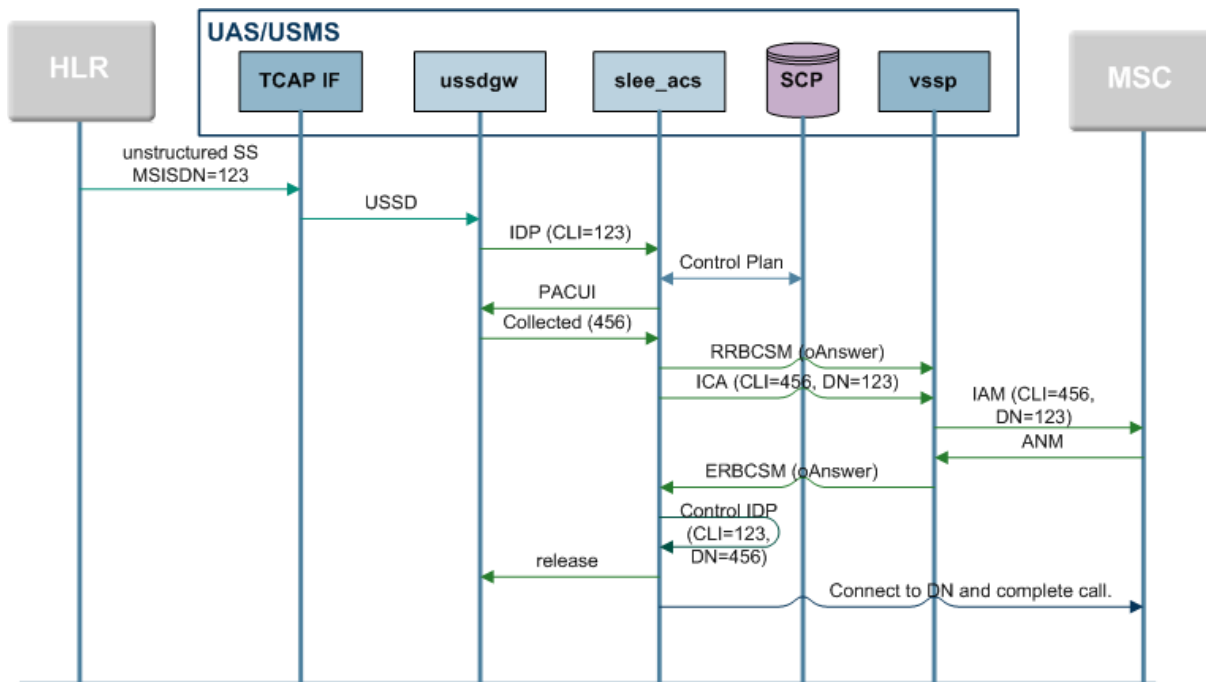 UAS/USMS
HLR
TCAP IF
ussdgw
slee_acs
SCP
vssp
MSC
unstructured SS
MSISDN=123
USSD
IDP (CLI=123)
Control Plan
PACUI
Collected (456)
RRBCSM (oAnswer)
ICA (CLI=456, DN=123)
IAM (CLI=456,
DN=123)
ANM
ERBCSM (oAnswer)
Control IDP
(CLI=123,
DN=456)
release
Connect to DN and complete call.